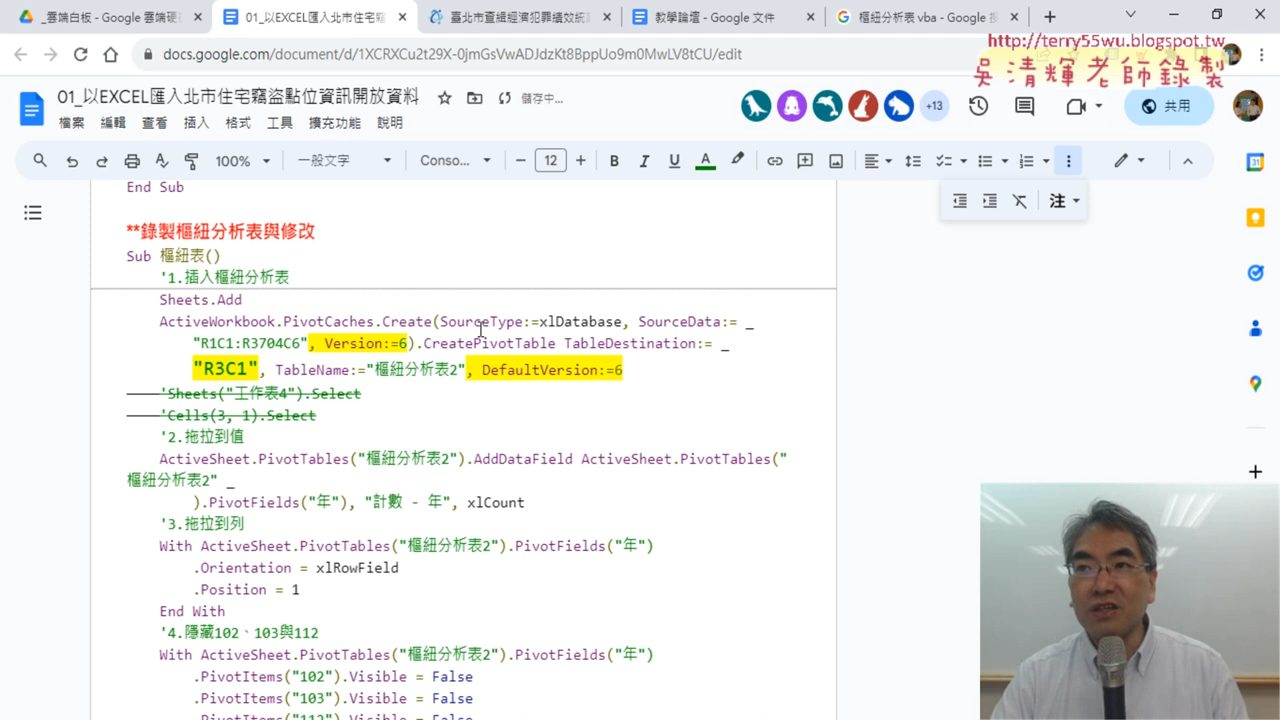 _雲端白板 - Google 雲端硬
01_以EXCEL匯入北市住宅竊
臺北市查緝經濟犯罪績效統
教學論壇 - Google 文件
樞紐分析表 vba - Google 搜
docs.google.com/document/d/1XCRXCu2t29X-0jmGsVwADJdzKt8BppUo9m0MwLV8tCU/edit
http://terry55wu.blogspot.tw
吳清輝老師錄製
01_以EXCEL匯入北市住宅竊盜點位資訊開放資料
儲存中…
+13
共用
檔案 編輯 查看 插入 格式 工具 擴充功能 說明
100% 一般文字 Conso... 12 B I U A
注
End Sub
**錄製樞紐分析表與修改
Sub 樞紐表()
'1.插入樞紐分析表
Sheets.Add
ActiveWorkbook.PivotCaches.Create(SourceType:=xlDatabase, SourceData:= _
"R1C1:R3704C6", Version:=6).CreatePivotTable TableDestination:= _
"R3C1", TableName:="樞紐分析表2", DefaultVersion:=6
'Sheets("工作表4").Select
'Cells(3, 1).Select
'2.拖拉到值
ActiveSheet.PivotTables("樞紐分析表2").AddDataField ActiveSheet.PivotTables("
樞紐分析表2" _
).PivotFields("年"), "計數 - 年", xlCount
'3.拖拉到列
With ActiveSheet.PivotTables("樞紐分析表2").PivotFields("年")
.Orientation = xlRowField
.Position = 1
End With
'4.隱藏102、103與112
With ActiveSheet.PivotTables("樞紐分析表2").PivotFields("年")
.PivotItems("102").Visible = False
.PivotItems("103").Visible = False
.PivotItems("112").Visible = False